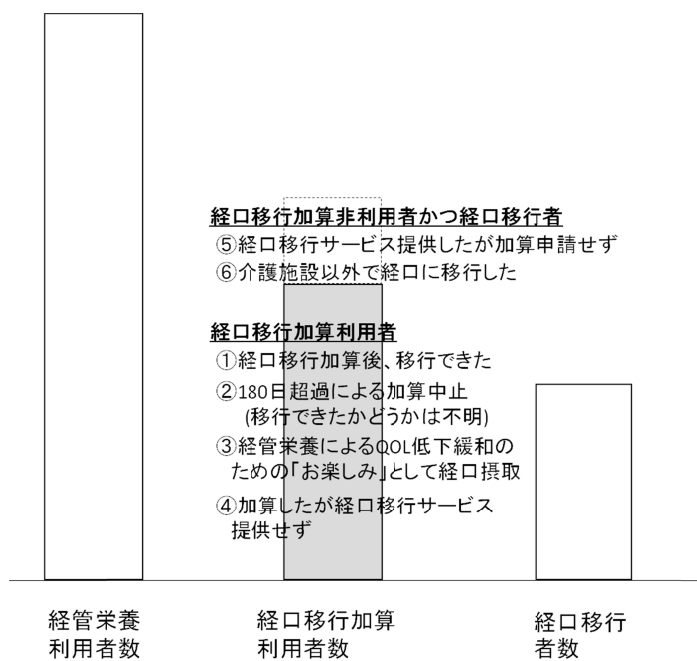 経口移行加算非利用者かつ経口移行者
⑤経口移行サービス提供したが加算申請せず
⑥介護施設以外で経口に移行した
経口移行加算利用者
①経口移行加算後、移行できた
②180日超過による加算中止
(移行できたかどうかは不明)
③経管栄養によるQOL低下緩和の
ための「お楽しみ」として経口摂取
④加算したが経口移行サービス
提供せず
経管栄養
利用者数
経口移行加算
利用者数
経口移行
者数